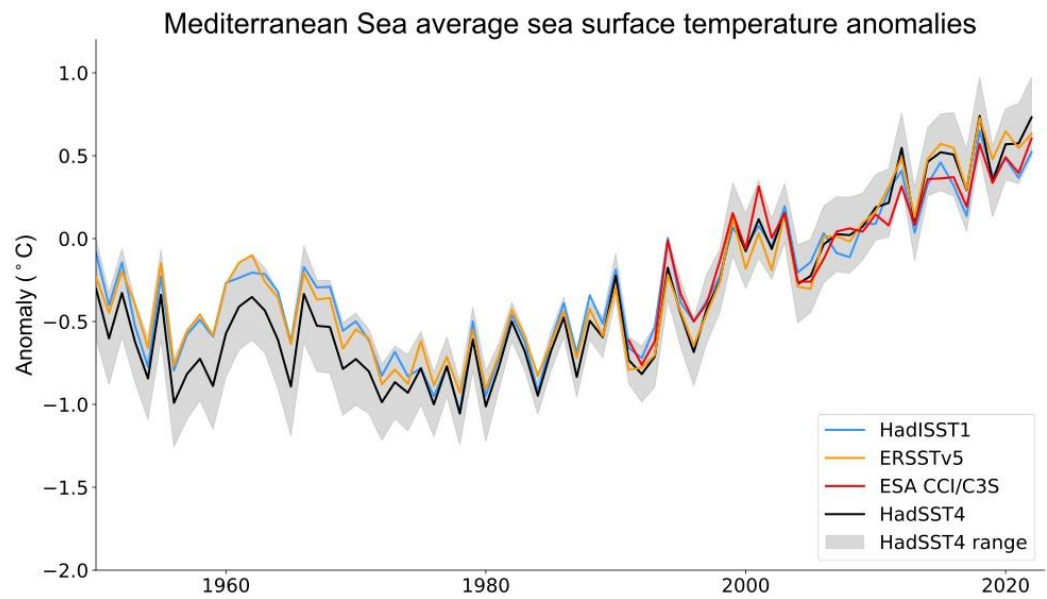 Mediterranean Sea average sea surface temperature anomalies
1.0
0.5
0.0
−0.5
−1.0
−1.5
−2.0
Anomaly (°C)
1960
1980
2000
2020
HadISST1
ERSSTv5
ESA CCI/C3S
HadSST4
HadSST4 range